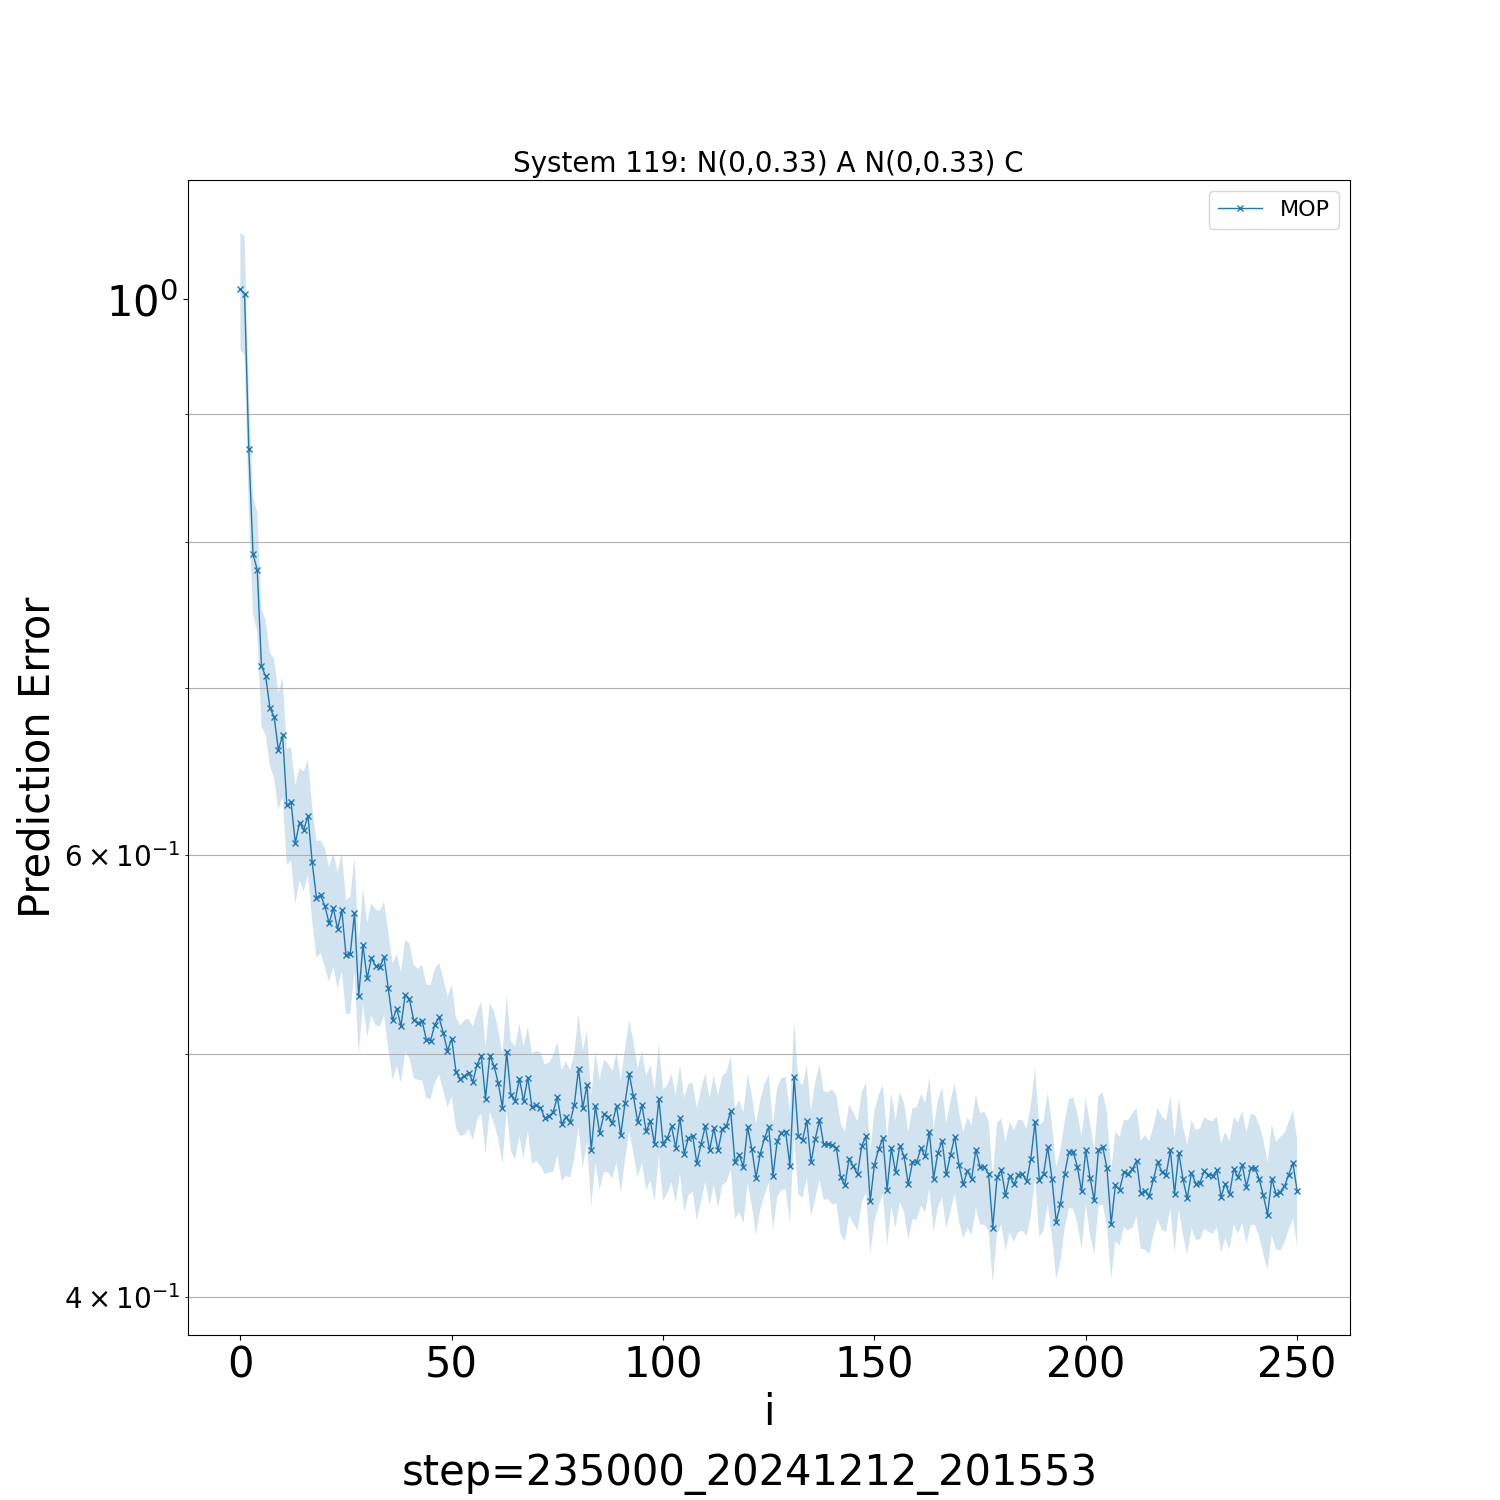 System 119: N(0,0.33) A N(0,0.33) C
MOP
10⁰
6 × 10⁻¹
4 × 10⁻¹
Prediction Error
0 50 100 150 200 250
i
step=235000_20241212_201553